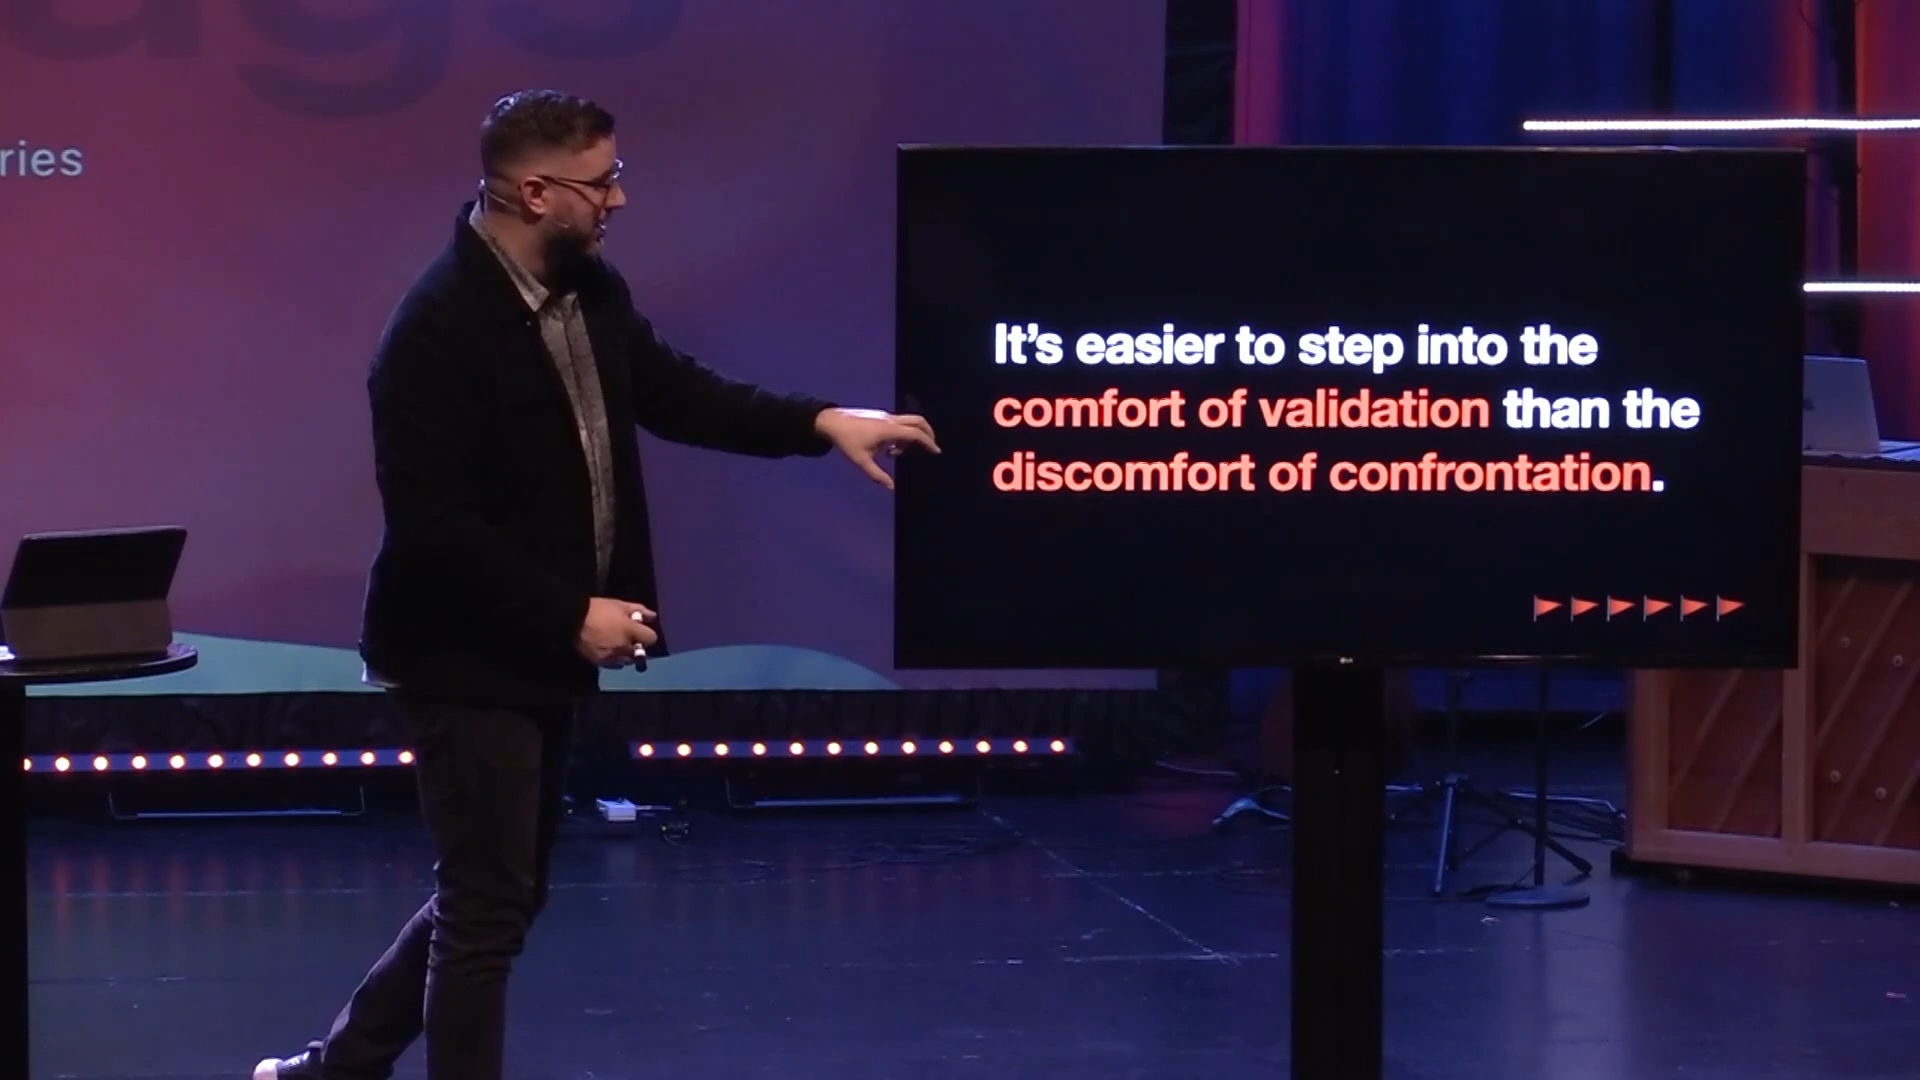 ries
It’s easier to step into the
comfort of validation than the
discomfort of confrontation.